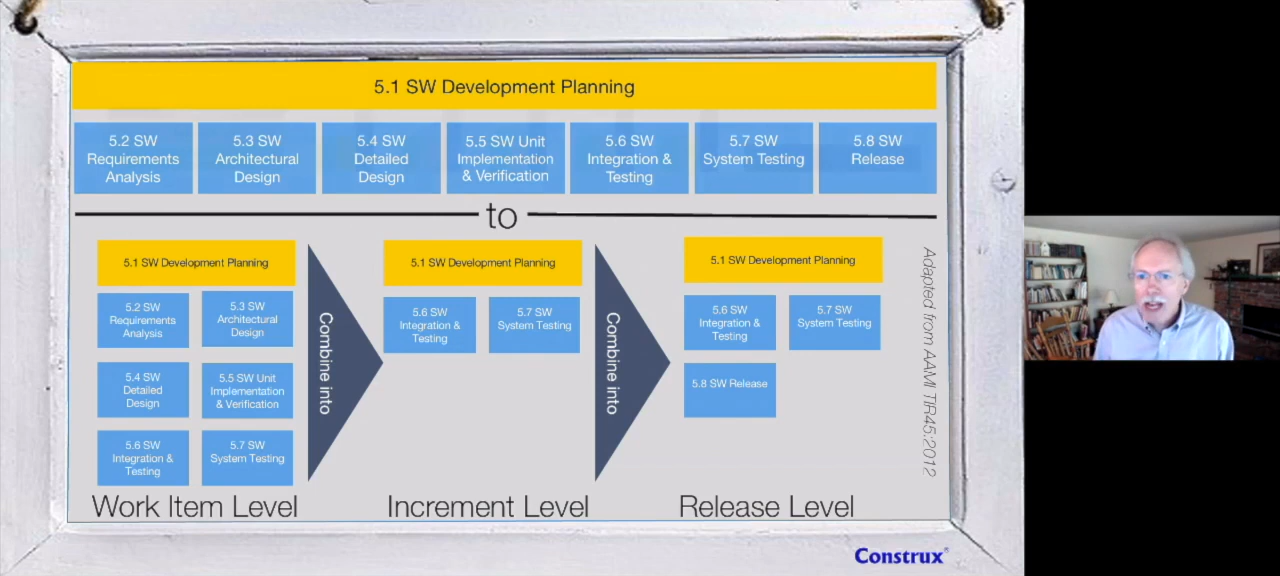 5.1 SW Development Planning
5.2 SW
Requirements
Analysis
5.3 SW
Architectural
Design
5.4 SW
Detailed
Design
5.5 SW Unit
Implementation
& Verification
5.6 SW
Integration &
Testing
5.7 SW
System Testing
5.8 SW
Release
to
5.1 SW Development Planning
5.2 SW
Requirements
Analysis
5.3 SW
Architectural
Design
5.4 SW
Detailed
Design
5.5 SW Unit
Implementation
& Verification
5.6 SW
Integration &
Testing
5.7 SW
System Testing
Work Item Level
Combine into
5.1 SW Development Planning
5.6 SW
Integration &
Testing
5.7 SW
System Testing
Increment Level
Combine into
5.1 SW Development Planning
5.6 SW
Integration &
Testing
5.7 SW
System Testing
5.8 SW Release
Release Level
Adapted from AAMI TIR45:2012
Construx®